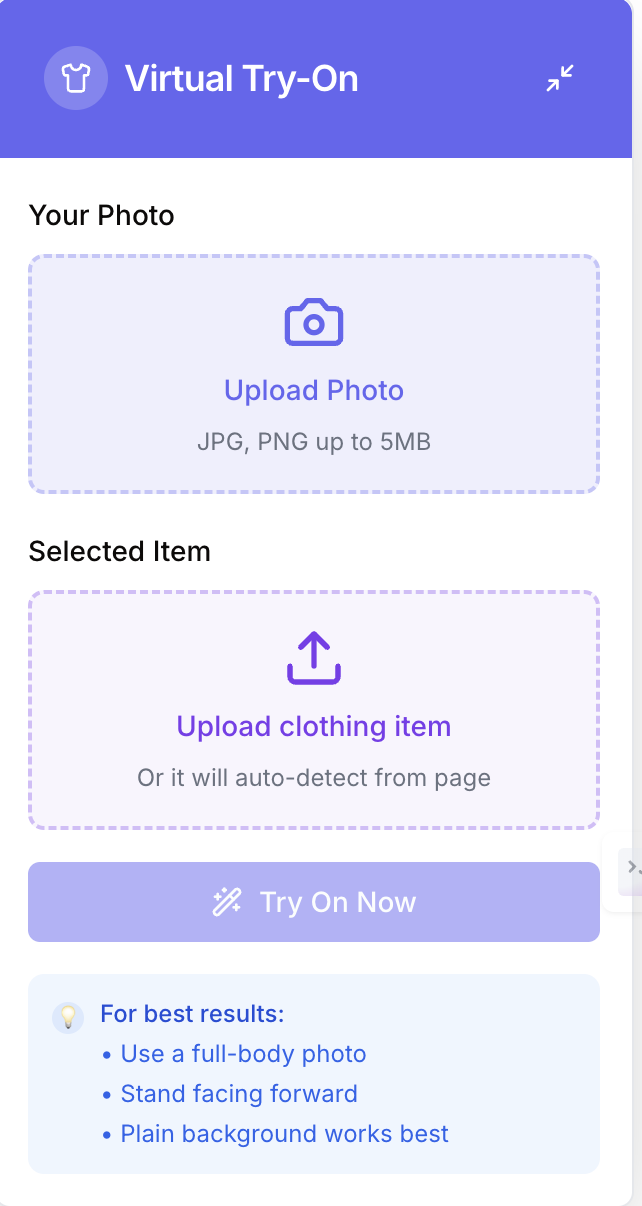 Virtual Try-On
Your Photo
Upload Photo
JPG, PNG up to 5MB
Selected Item
Upload clothing item
Or it will auto-detect from page
Try On Now
For best results:
• Use a full-body photo
• Stand facing forward
• Plain background works best